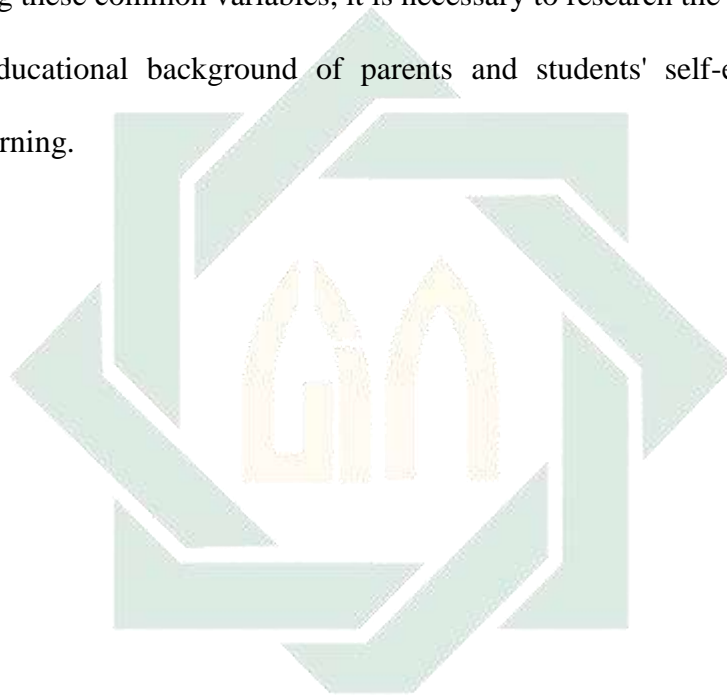 g these common variables, it is necessary to research the
ducational background of parents and students' self-e
rning.